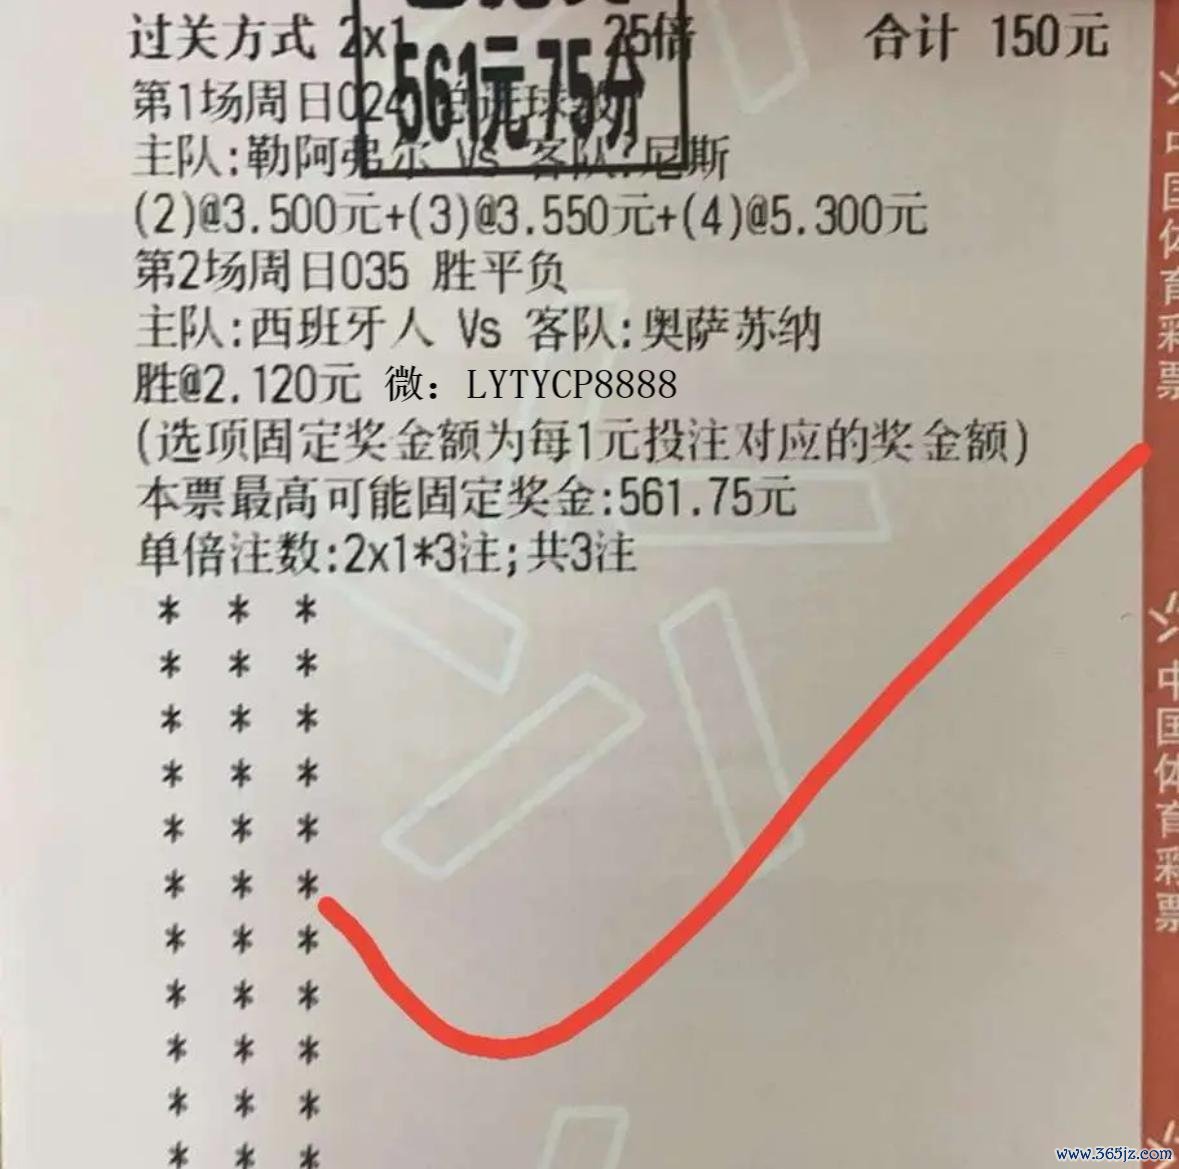 过关方式 2x1 25倍 合计 150元
561元75分
第1场周日024 总进球数
主队:勒阿弗尔 Vs 客队:尼斯
(2)@3.500元+(3)@3.550元+(4)@5.300元
第2场周日035 胜平负
主队:西班牙人 Vs 客队:奥萨苏纳
胜@2.120元 微：LYTYCP8888
(选项固定奖金额为每1元投注对应的奖金额)
本票最高可能固定奖金:561.75元
单倍注数:2x1*3注;共3注
* * *
* * *
* * *
* * *
* * *
* * *
* * *
* * *
* * *
* * *
* * *
中国体育彩票
中国体育彩票
www.365jz.com